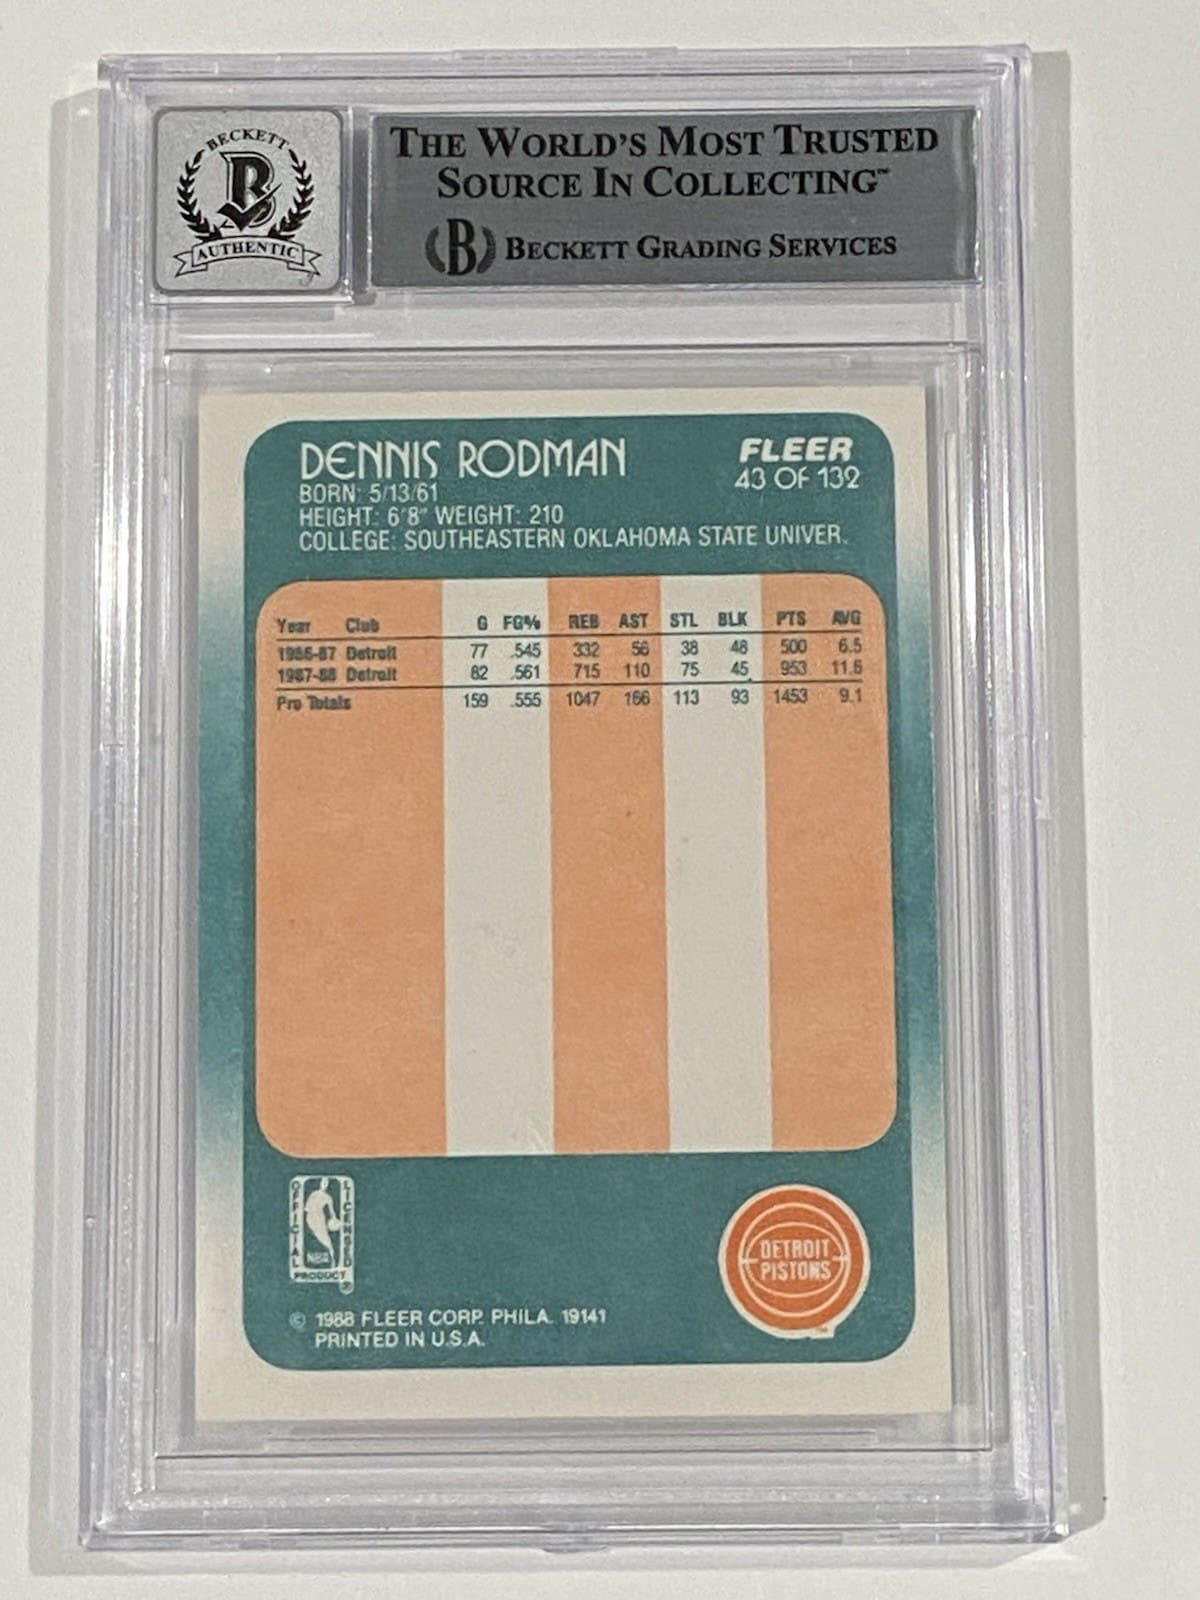 BECKETT
B
AUTHENTIC
THE WORLD'S MOST TRUSTED
SOURCE IN COLLECTING™
B BECKETT GRADING SERVICES
DENNIS RODMAN
FLEER
43 OF 132
BORN: 5/13/61
HEIGHT: 6'8" WEIGHT: 210
COLLEGE: SOUTHEASTERN OKLAHOMA STATE UNIVER.
Year Club G FG% REB AST STL BLK PTS AVG
1986-87 Detroit 77 .545 332 56 38 48 500 6.5
1987-88 Detroit 82 .561 715 110 75 45 953 11.6
Pro Totals 159 .555 1047 166 113 93 1453 9.1
OFFICIAL
LICENSED
NBA
PRODUCT
®
DETROIT
PISTONS
™
© 1988 FLEER CORP. PHILA. 19141
PRINTED IN U.S.A.